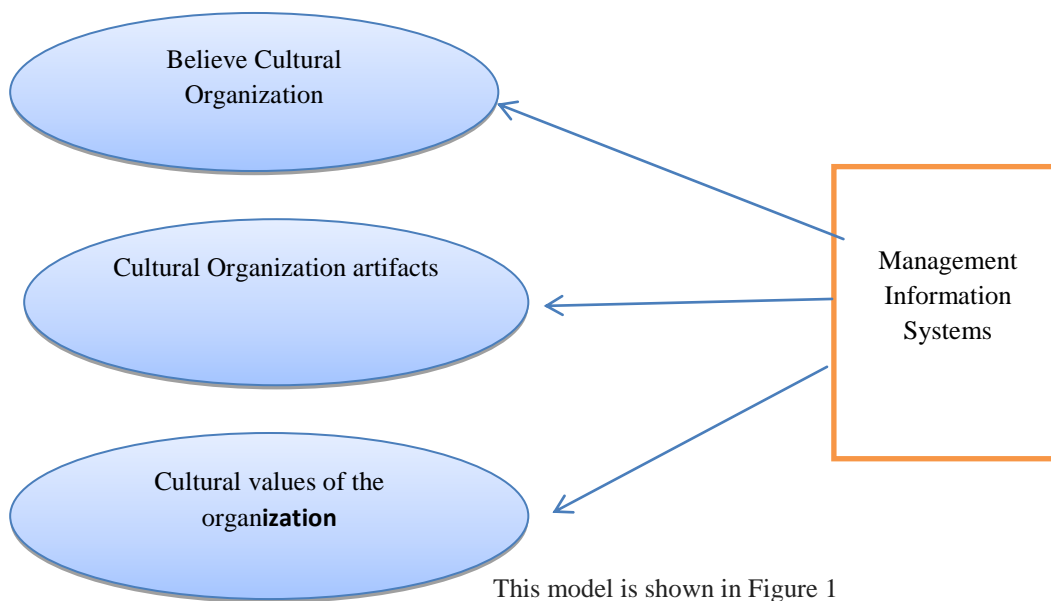 Believe Cultural
Organization
Cultural Organization artifacts
Management
Information
Systems
Cultural values of the
organization
This model is shown in Figure 1